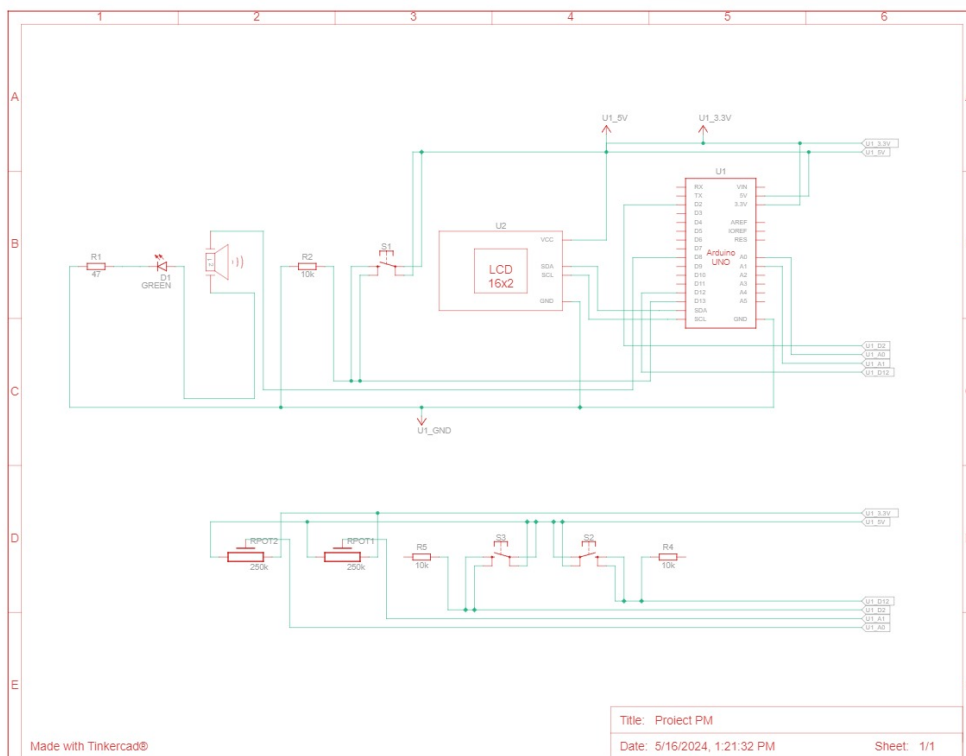 1 2 3 4 5 6
A
B
C
D
E
U1_5V
U1_3.3V
U1_3.3V
U1_5V
U1
RX VIN
TX 5V
D2 3.3V
D3
D4 AREF
D5 IOREF
D6 RES
D7
D8 A0
D9 A1
D10 A2
D11 A3
D12 A4
D13 A5
SDA
SCL GND
Arduino
UNO
U2
VCC
SDA
SCL
GND
LCD
16x2
R1
47
D1
GREEN
R2
10k
S1
U1_D2
U1_A0
U1_A1
U1_D12
U1_GND
U1_3.3V
U1_5V
RPOT2
250k
RPOT1
250k
R5
10k
S3
S2
R4
10k
U1_D12
U1_D2
U1_A1
U1_A0
Made with Tinkercad®
Title: Proiect PM
Date: 5/16/2024, 1:21:32 PM Sheet: 1/1